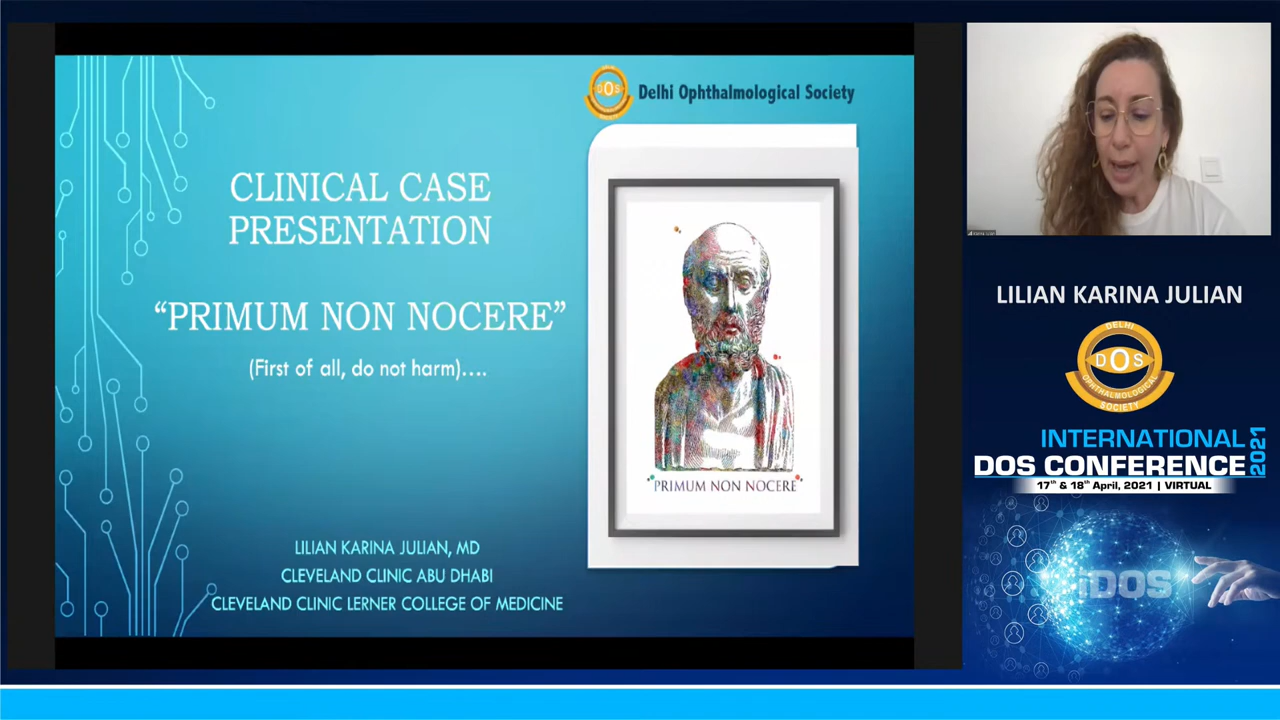 DOS
Delhi Ophthalmological Society
CLINICAL CASE
PRESENTATION
“PRIMUM NON NOCERE”
(First of all, do not harm)....
PRIMUM NON NOCERE
LILIAN KARINA JULIAN, MD
CLEVELAND CLINIC ABU DHABI
CLEVELAND CLINIC LERNER COLLEGE OF MEDICINE
LILIAN KARINA JULIAN
DELHI
DOS
OPHTHALMOLOGICAL
SOCIETY
INTERNATIONAL
DOS CONFERENCE
2021
17th & 18th April, 2021 | VIRTUAL
iDOS